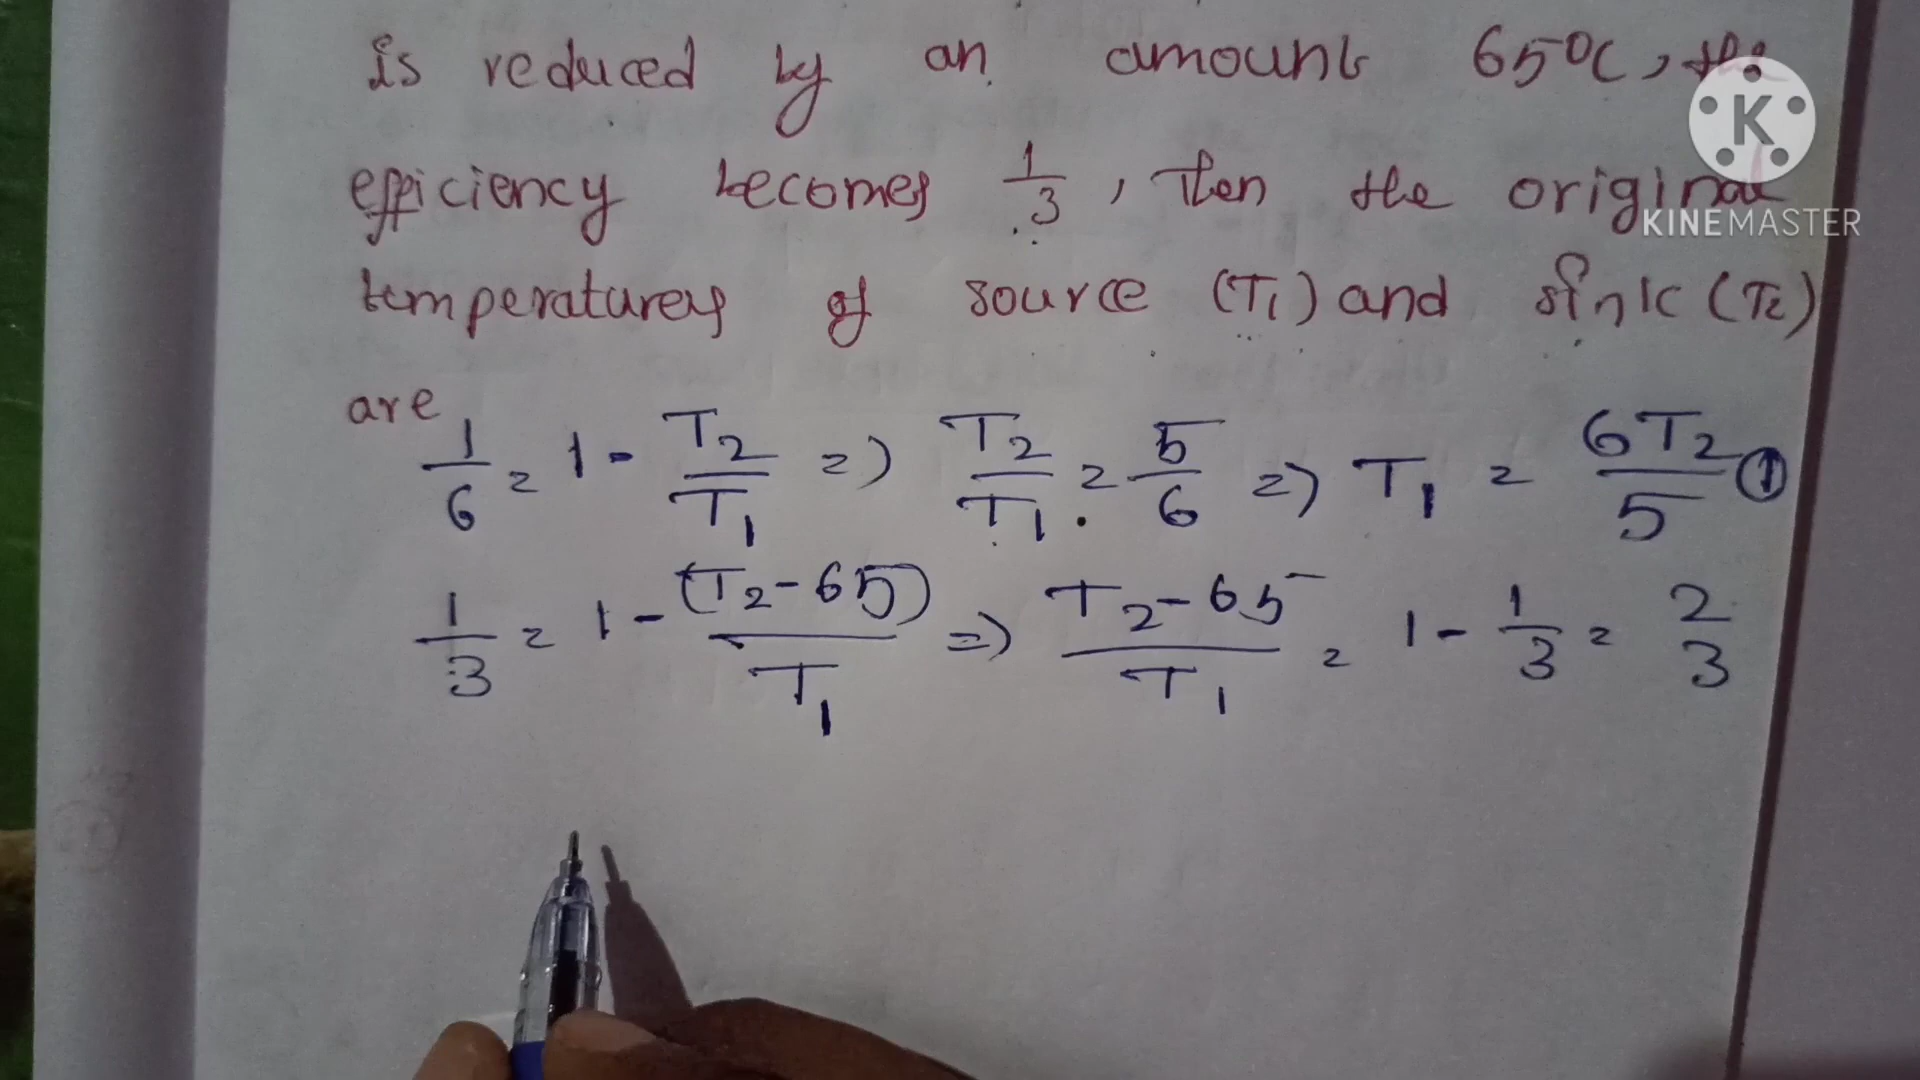 is reduced by an amount 65°C, the
efficiency becomes 1/3, Then the original
temperatures of source (T1) and sink (T2)
are
1/6 = 1 - T2/T1 => T2/T1 = 5/6 => T1 = 6T2/5 ①
1/3 = 1 - (T2-65)/T1 => T2-65/T1 = 1 - 1/3 = 2/3
K
KINEMASTER